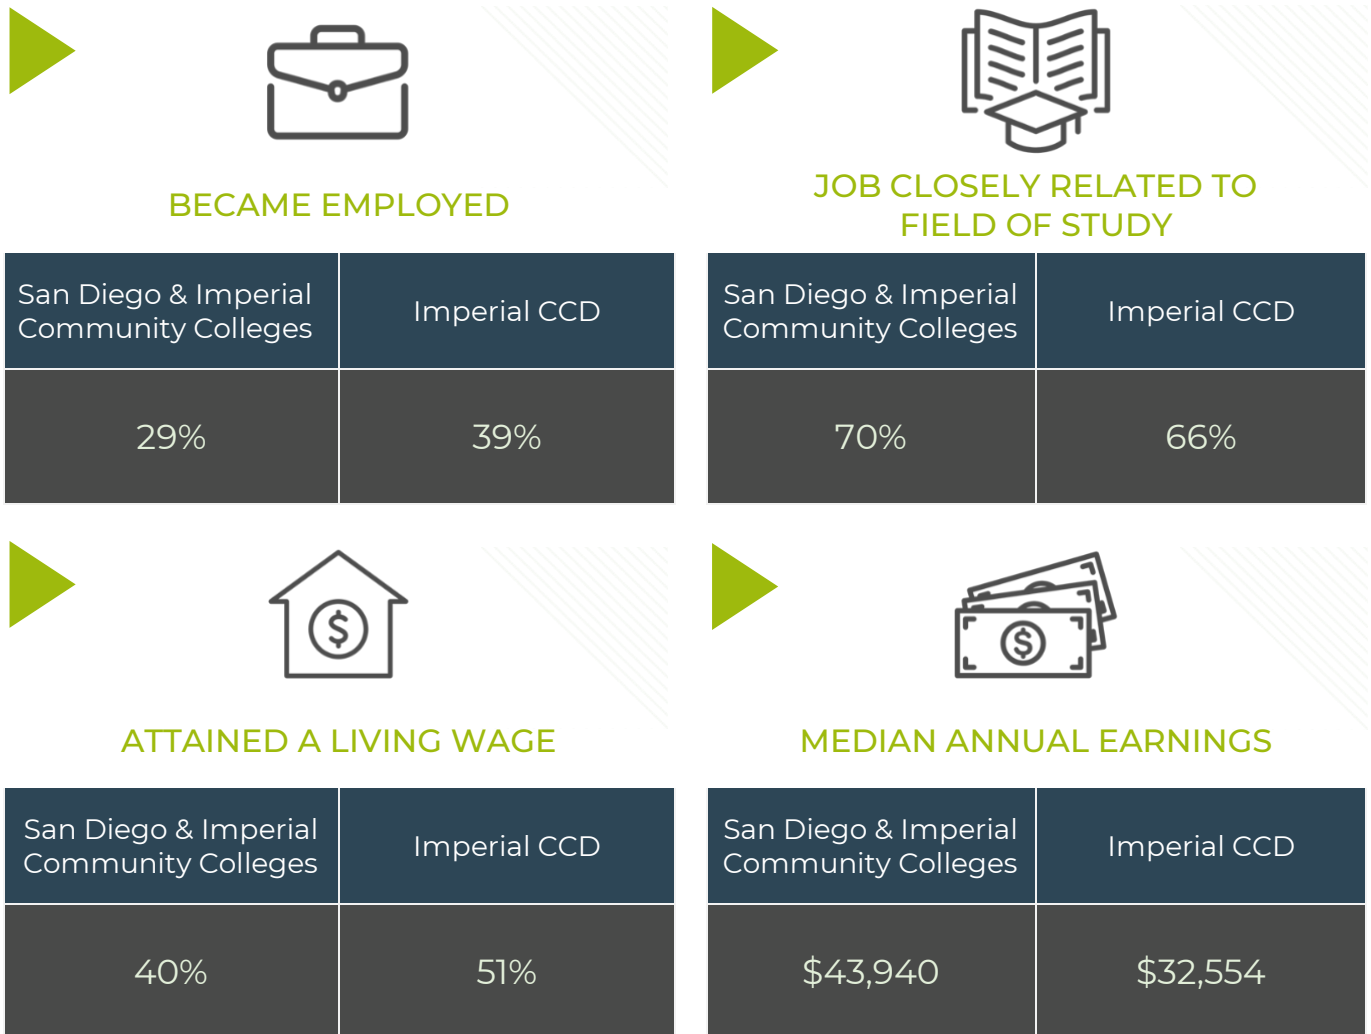 BECAME EMPLOYED
San Diego & Imperial
Community Colleges
Imperial CCD
29%
39%
JOB CLOSELY RELATED TO
FIELD OF STUDY
San Diego & Imperial
Community Colleges
Imperial CCD
70%
66%
$
ATTAINED A LIVING WAGE
San Diego & Imperial
Community Colleges
Imperial CCD
40%
51%
$
MEDIAN ANNUAL EARNINGS
San Diego & Imperial
Community Colleges
Imperial CCD
$43,940
$32,554